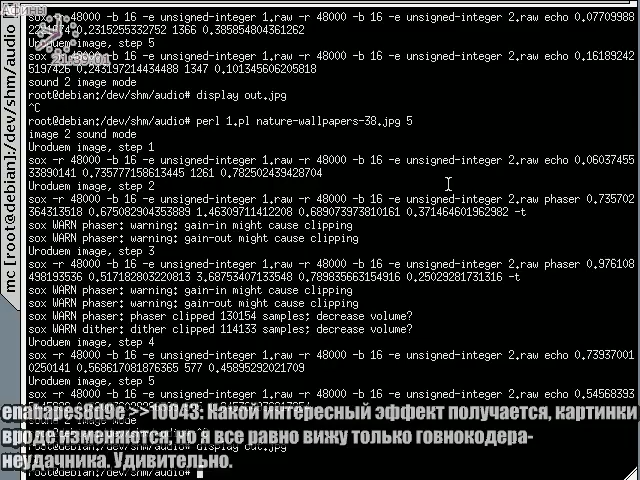 sox -r 48000 -b 16 -e unsigned-integer 1.raw -r 48000 -b 16 -e unsigned-integer 2.raw echo 0.07709988
0.2315255332752 1366 0.385854804361262
Uroduem image, step 5
sox -r 48000 -b 16 -e unsigned-integer 1.raw -r 48000 -b 16 -e unsigned-integer 2.raw echo 0.16189242
5197426 0.243197214434488 1347 0.101345606205818
sound 2 image mode
root@debian:/dev/shm/audio# display out.jpg
^C
root@debian:/dev/shm/audio# perl 1.pl nature-wallpapers-38.jpg 5
image 2 sound mode
Uroduem image, step 1
sox -r 48000 -b 16 -e unsigned-integer 1.raw -r 48000 -b 16 -e unsigned-integer 2.raw echo 0.06037455
33890141 0.735777158613445 1261 0.782502439428704
Uroduem image, step 2
sox -r 48000 -b 16 -e unsigned-integer 1.raw -r 48000 -b 16 -e unsigned-integer 2.raw phaser 0.735702
364313518 0.675082904353889 1.46309711412208 0.689073973810161 0.371464601962982 -t
sox WARN phaser: warning: gain-in might cause clipping
sox WARN phaser: warning: gain-out might cause clipping
Uroduem image, step 3
sox -r 48000 -b 16 -e unsigned-integer 1.raw -r 48000 -b 16 -e unsigned-integer 2.raw phaser 0.976108
498193536 0.517192803220813 3.68753407133548 0.789835663154916 0.25029281731316 -t
sox WARN phaser: warning: gain-in might cause clipping
sox WARN phaser: warning: gain-out might cause clipping
sox WARN phaser: phaser clipped 130154 samples; decrease volume?
sox WARN dither: dither clipped 114133 samples; decrease volume?
Uroduem image, step 4
sox -r 48000 -b 16 -e unsigned-integer 1.raw -r 48000 -b 16 -e unsigned-integer 2.raw echo 0.73937001
0250141 0.568617081876365 577 0.45895292021709
Uroduem image, step 5
sox -r 48000 -b 16 -e unsigned-integer 1.raw -r 48000 -b 16 -e unsigned-integer 2.raw echo 0.54568393
enabapes8d9e >>10043: Какой интересный эффект получается, картинки
вроде изменяются, но я все равно вижу только говнокодера-
display out.jpg
неудачника. Удивительно.
root@debian:/dev/shm/audio#
mc [root@debian]:/dev/shm/audio